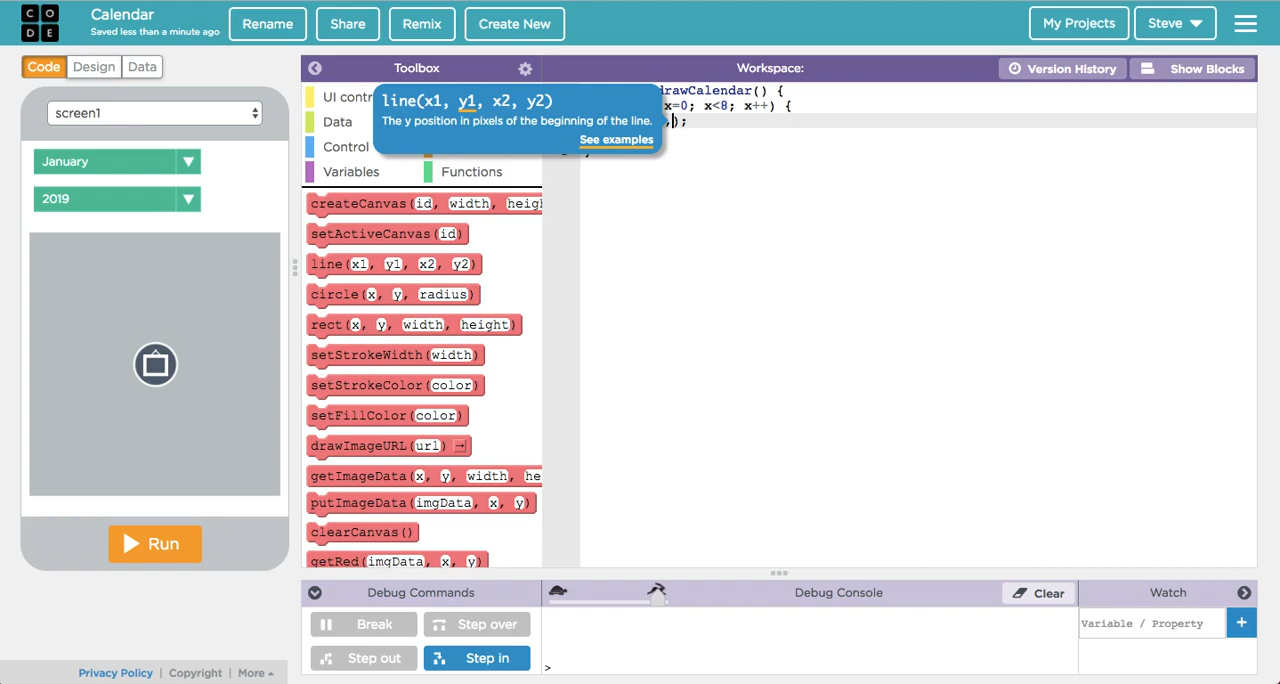 C O
D E
Calendar
Saved less than a minute ago
Rename
Share
Remix
Create New
My Projects
Steve
Code
Design
Data
Toolbox
Workspace:
Version History
Show Blocks
screen1
January
2019
Run
UI contr
Data
Control
Variables
Functions
line(x1, y1, x2, y2)
The y position in pixels of the beginning of the line.
See examples
drawCalendar() {
x=0; x<8; x++) {
,);
createCanvas(id, width, heigh
setActiveCanvas(id)
line(x1, y1, x2, y2)
circle(x, y, radius)
rect(x, y, width, height)
setStrokeWidth(width)
setStrokeColor(color)
setFillColor(color)
drawImageURL(url)
getImageData(x, y, width, he
putImageData(imgData, x, y)
clearCanvas()
getRed(imgData, x, y)
Debug Commands
Debug Console
Clear
Watch
Break
Step over
Step out
Step in
>
Variable / Property
+
Privacy Policy | Copyright | More